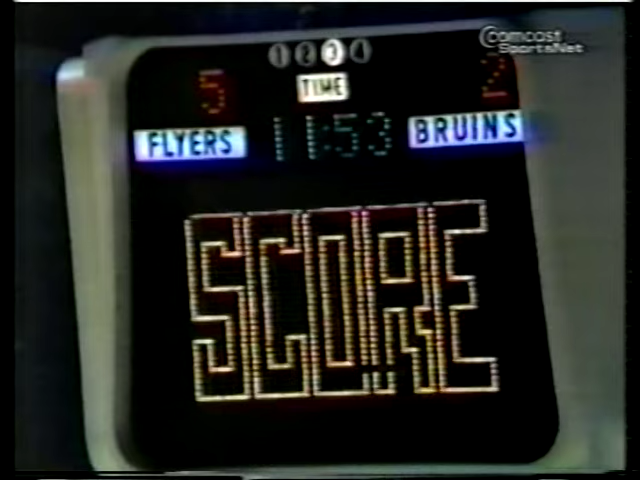 1 2 3 4
Comcast
SportsNet
5 TIME 2
FLYERS 11:53 BRUINS
SCORE